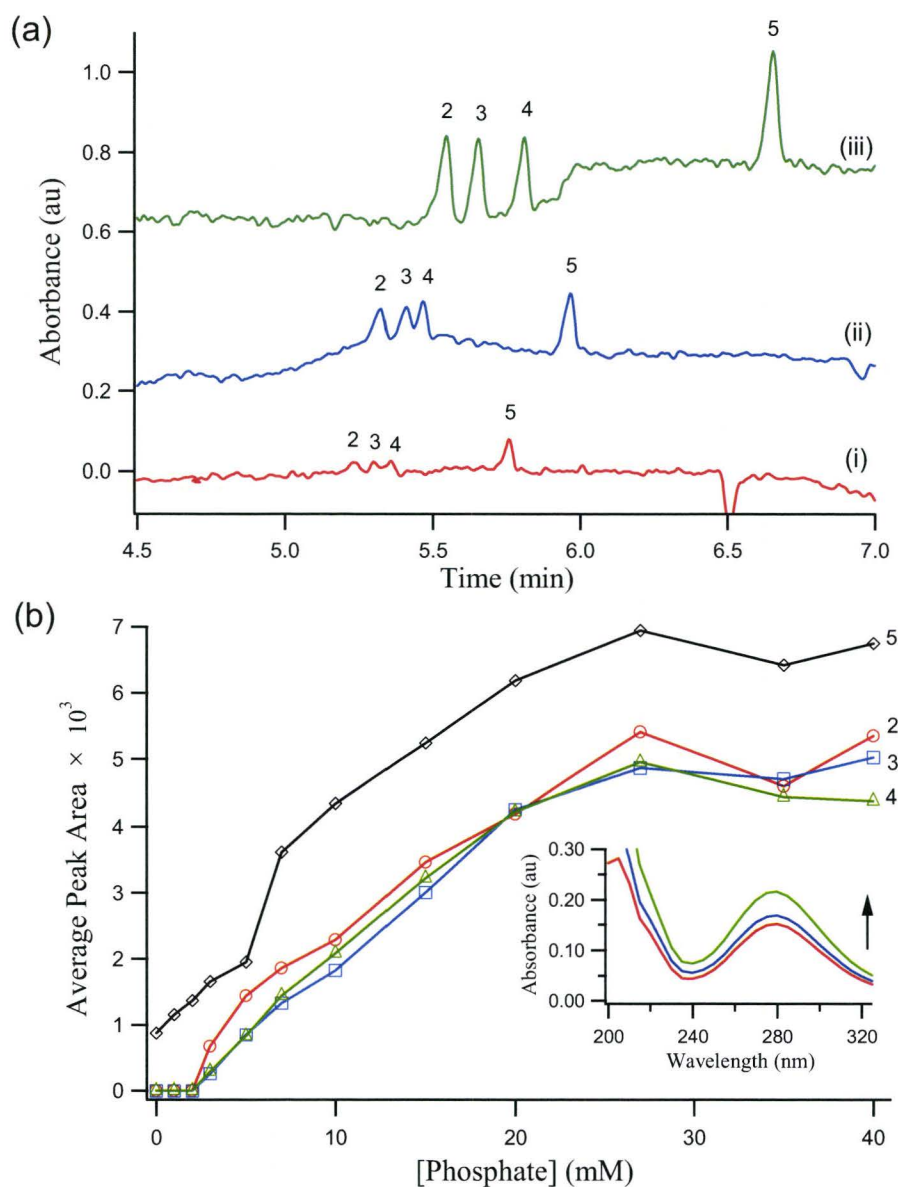 (a)
5
1.0
2 3 4
0.8
(iii)
0.6
Aborbance (au)
2 3 4
5
0.4
(ii)
0.2
5
2 3 4
0.0
(i)
4.5 5.0 5.5 6.0 6.5 7.0
Time (min)
(b)
7
5
6
2
5
3
4
4
3
2
1
0
Average Peak Area × 10³
0.30
0.20
0.10
0.00
Absorbance (au)
200 240 280 320
Wavelength (nm)
0 10 20 30 40
[Phosphate] (mM)